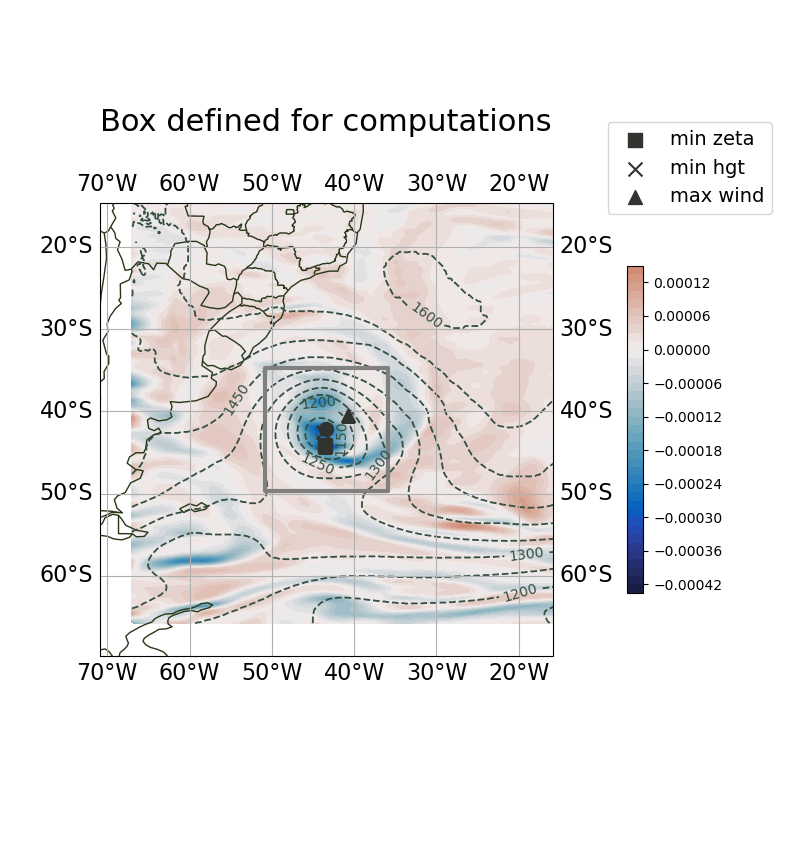 Box defined for computations
min zeta
min hgt
max wind
70°W 60°W 50°W 40°W 30°W 20°W
20°S 20°S
30°S 30°S
40°S 40°S
50°S 50°S
60°S 60°S
70°W 60°W 50°W 40°W 30°W 20°W
1600
1450
1200
1150
1250
1300
1300
1200
0.00012
0.00006
0.00000
−0.00006
−0.00012
−0.00018
−0.00024
−0.00030
−0.00036
−0.00042